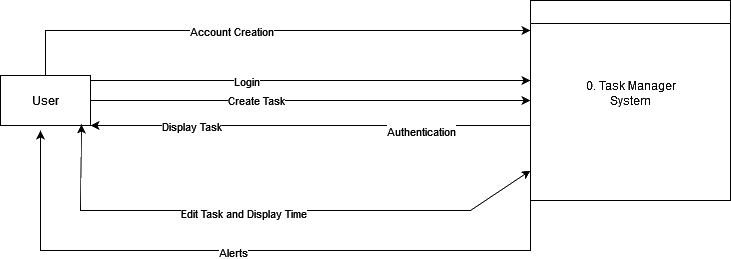 Account Creation
Login
User
Create Task
0. Task Manager
System
Display Task
Authentication
Edit Task and Display Time
Alerts